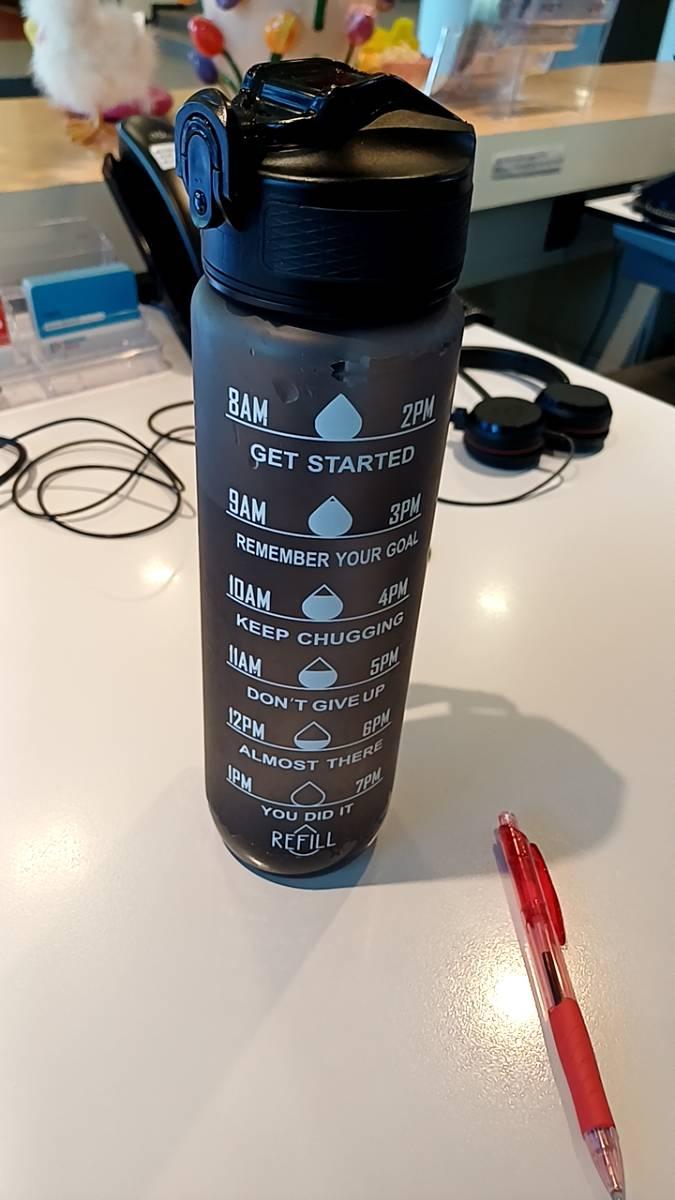 8AM 2PM
GET STARTED
9AM 3PM
REMEMBER YOUR GOAL
10AM 4PM
KEEP CHUGGING
11AM 5PM
DON'T GIVE UP
12PM 6PM
ALMOST THERE
1PM 7PM
YOU DID IT
REFILL